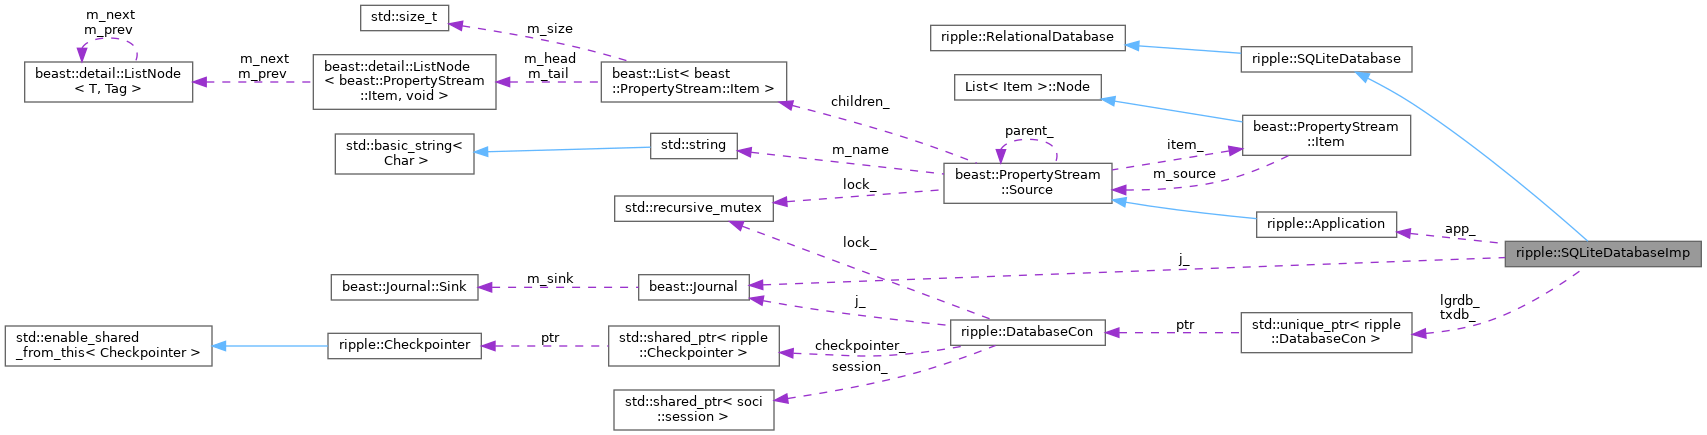 m_next
m_prev
std::size_t
m_size
ripple::RelationalDatabase
ripple::SQLiteDatabase
beast::detail::ListNode
< T, Tag >
m_next
m_prev
beast::detail::ListNode
< beast::PropertyStream
::Item, void >
m_head
m_tail
beast::List< beast
::PropertyStream::Item >
List< Item >::Node
children_
std::basic_string<
Char >
std::string
m_name
parent_
beast::PropertyStream
::Source
item_
m_source
beast::PropertyStream
::Item
std::recursive_mutex
lock_
ripple::Application
app_
ripple::SQLiteDatabaseImp
lock_
j_
beast::Journal::Sink
m_sink
beast::Journal
j_
lgrdb_
txdb_
std::enable_shared
_from_this< Checkpointer >
ripple::Checkpointer
ptr
std::shared_ptr< ripple
::Checkpointer >
checkpointer_
session_
ripple::DatabaseCon
ptr
std::unique_ptr< ripple
::DatabaseCon >
std::shared_ptr< soci
::session >